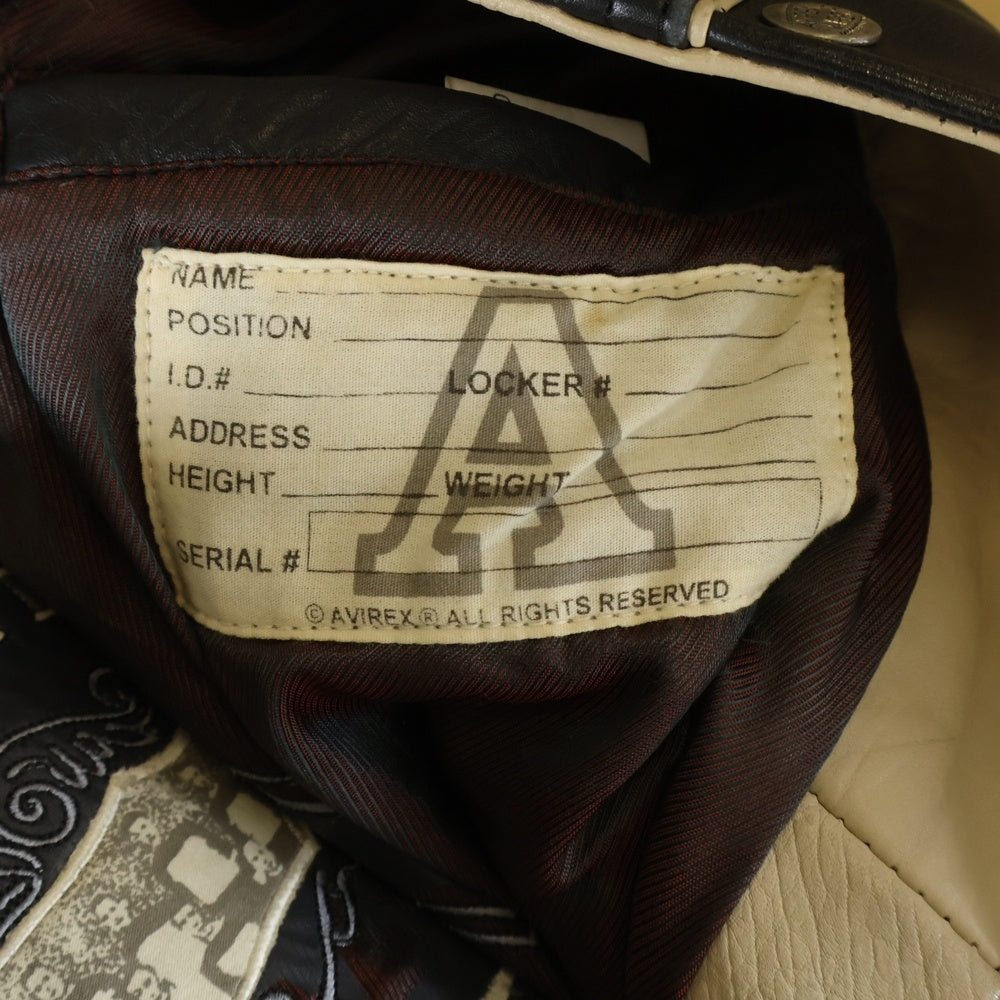 NAME
POSITION
I.D.# LOCKER #
ADDRESS
HEIGHT WEIGHT
SERIAL #
A
© AVIREX ® ALL RIGHTS RESERVED